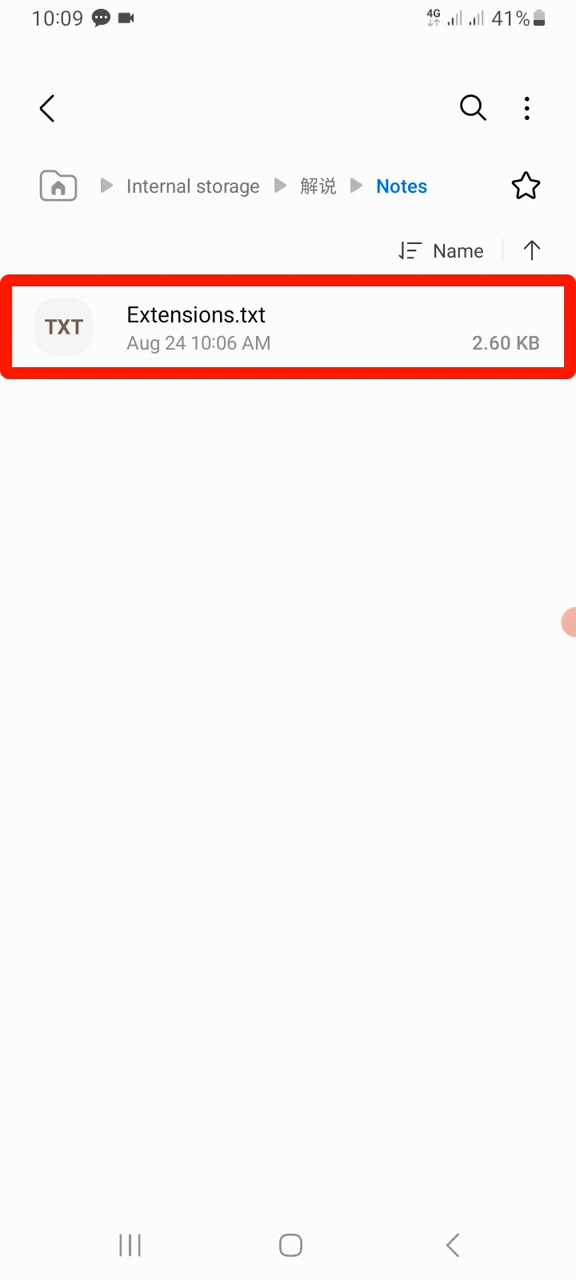 10:09 4G 41%
Internal storage 解说 Notes
Name
TXT Extensions.txt
Aug 24 10:06 AM 2.60 KB